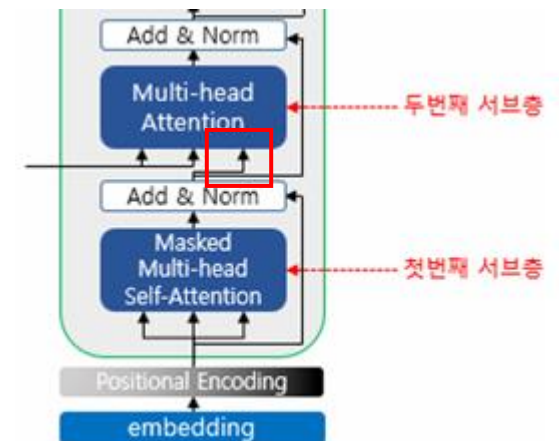 Add & Norm
Multi-head
Attention
두번째 서브층
Add & Norm
Masked
Multi-head
Self-Attention
첫번째 서브층
Positional Encoding
embedding